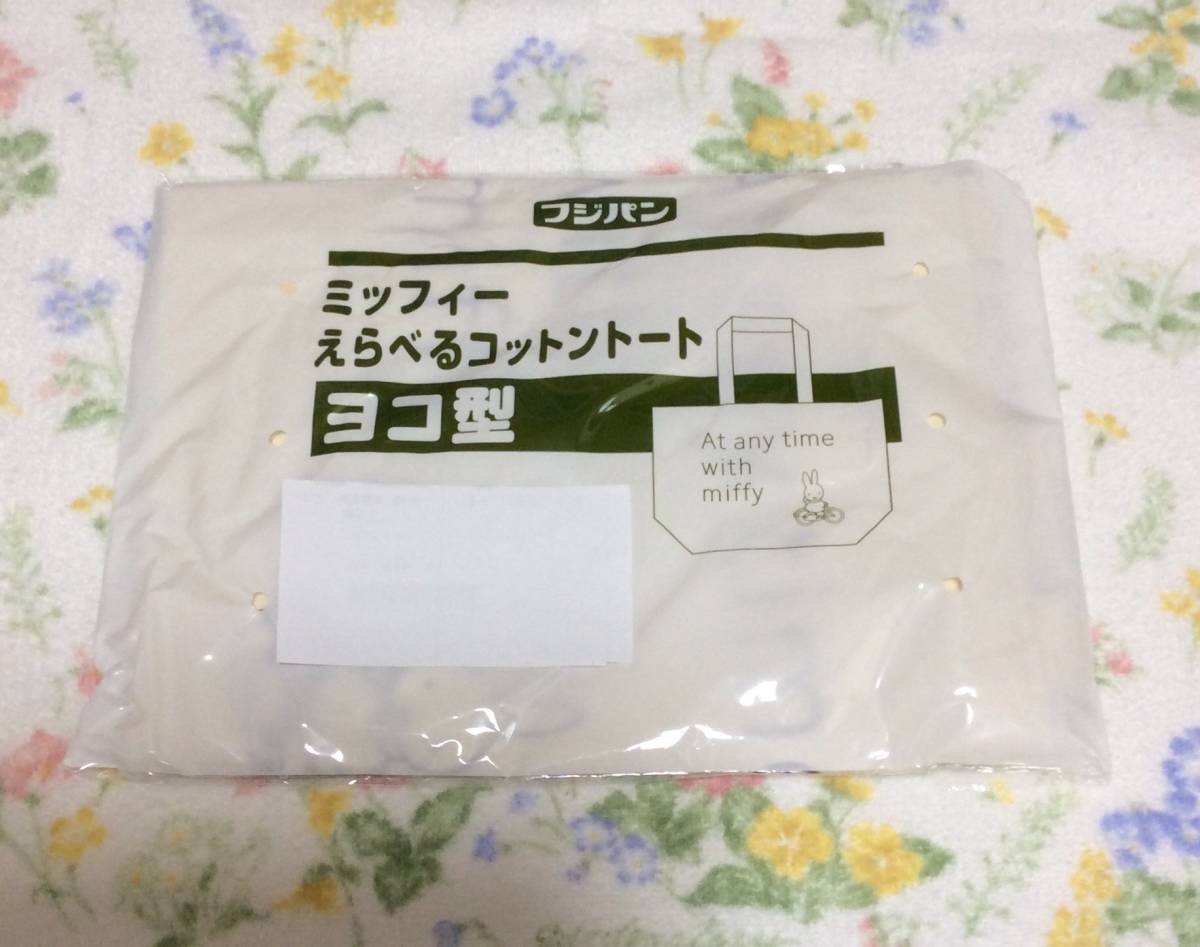 フジパン
ミッフィー
えらべるコットントート
ヨコ型
At any time
with
miffy